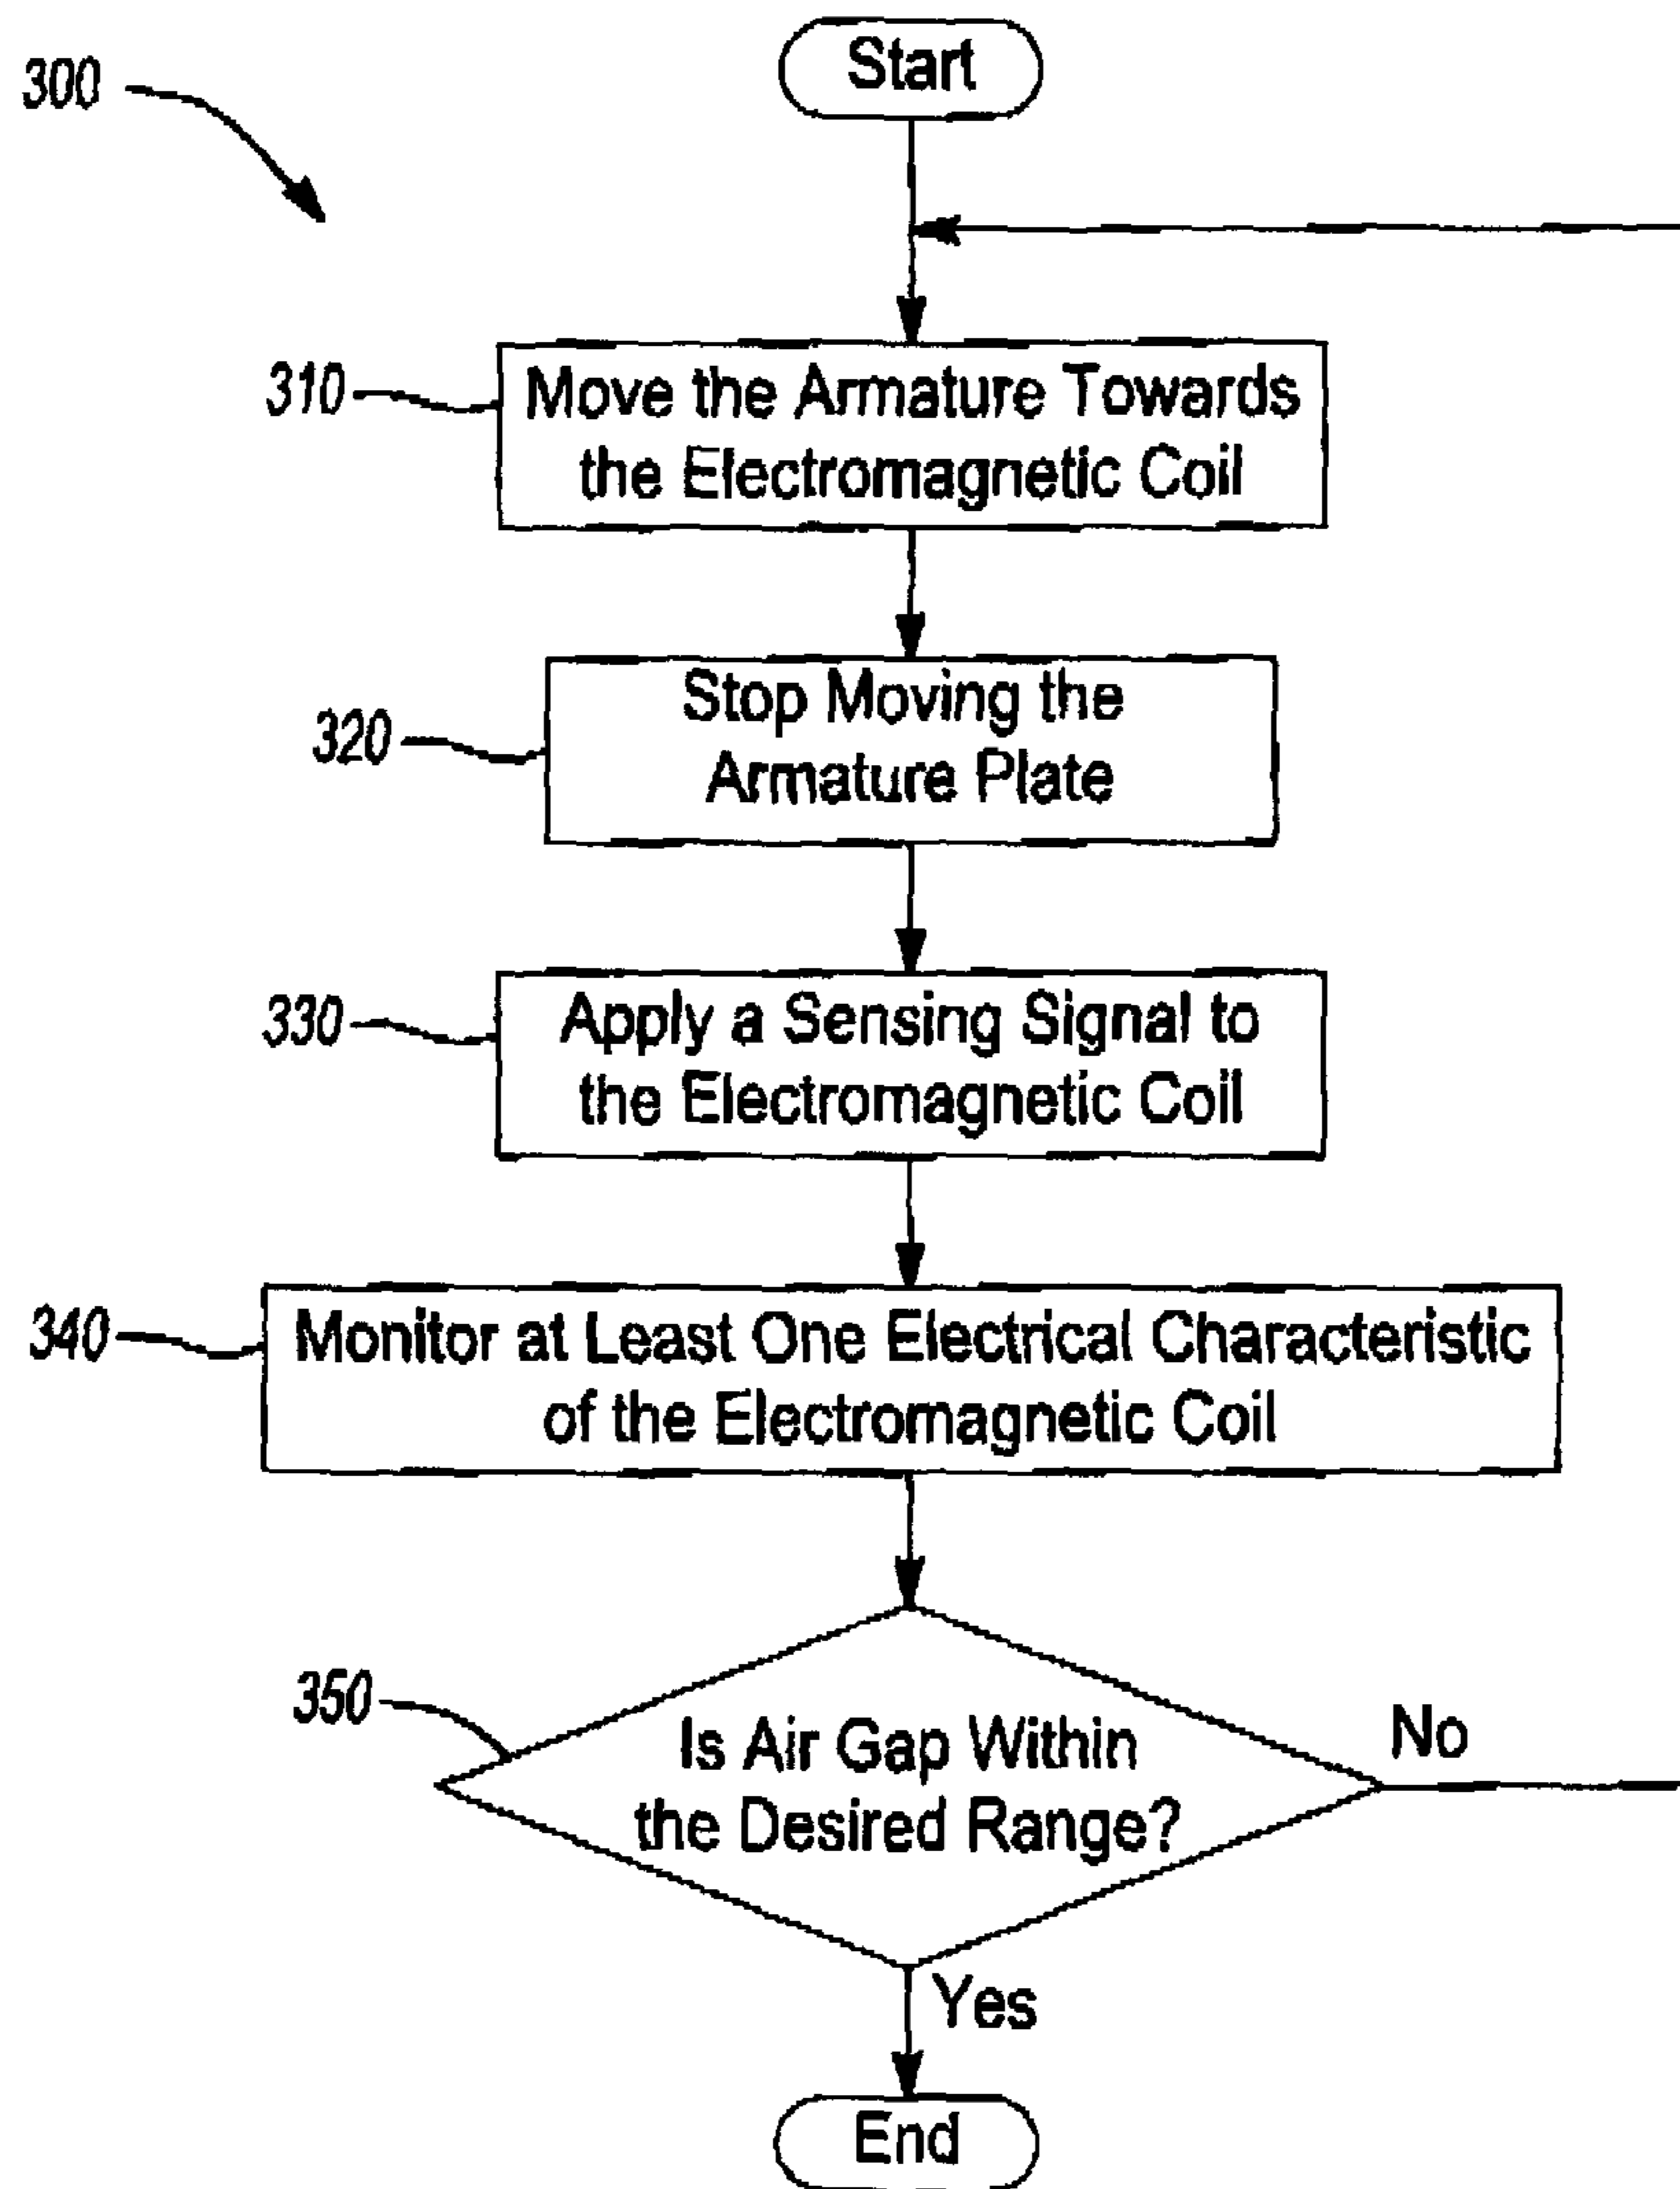 Start
300
310
Move the Armature Towards
the Electromagnetic Coil
320
Stop Moving the
Armature Plate
330
Apply a Sensing Signal to
the Electromagnetic Coil
340
Monitor at Least One Electrical Characteristic
of the Electromagnetic Coil
350
Is Air Gap Within
the Desired Range?
No
Yes
End